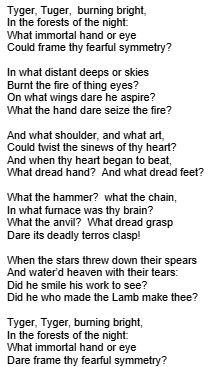 Tyger, Tuger,  burning bright,
In the forests of the night:
What immortal hand or eye
Could frame thy fearful symmetry?

In what distant deeps or skies
Burnt the fire of thing eyes?
On what wings dare he aspire?
What the hand dare seize the fire?

And what shoulder, and what art,
Could twist the sinews of thy heart?
And when thy heart began to beat,
What dread hand?  And what dread feet?

What the hammer?  what the chain,
In what furnace was thy brain?
What the anvil?  What dread grasp
Dare its deadly terros clasp!

When the stars threw down their spears
And water'd heaven with their tears:
Did he smile his work to see?
Did he who made the Lamb make thee?

Tyger, Tyger, burning bright,
In the forests of the night:
What immortal hand or eye
Dare frame thy fearful symmetry?